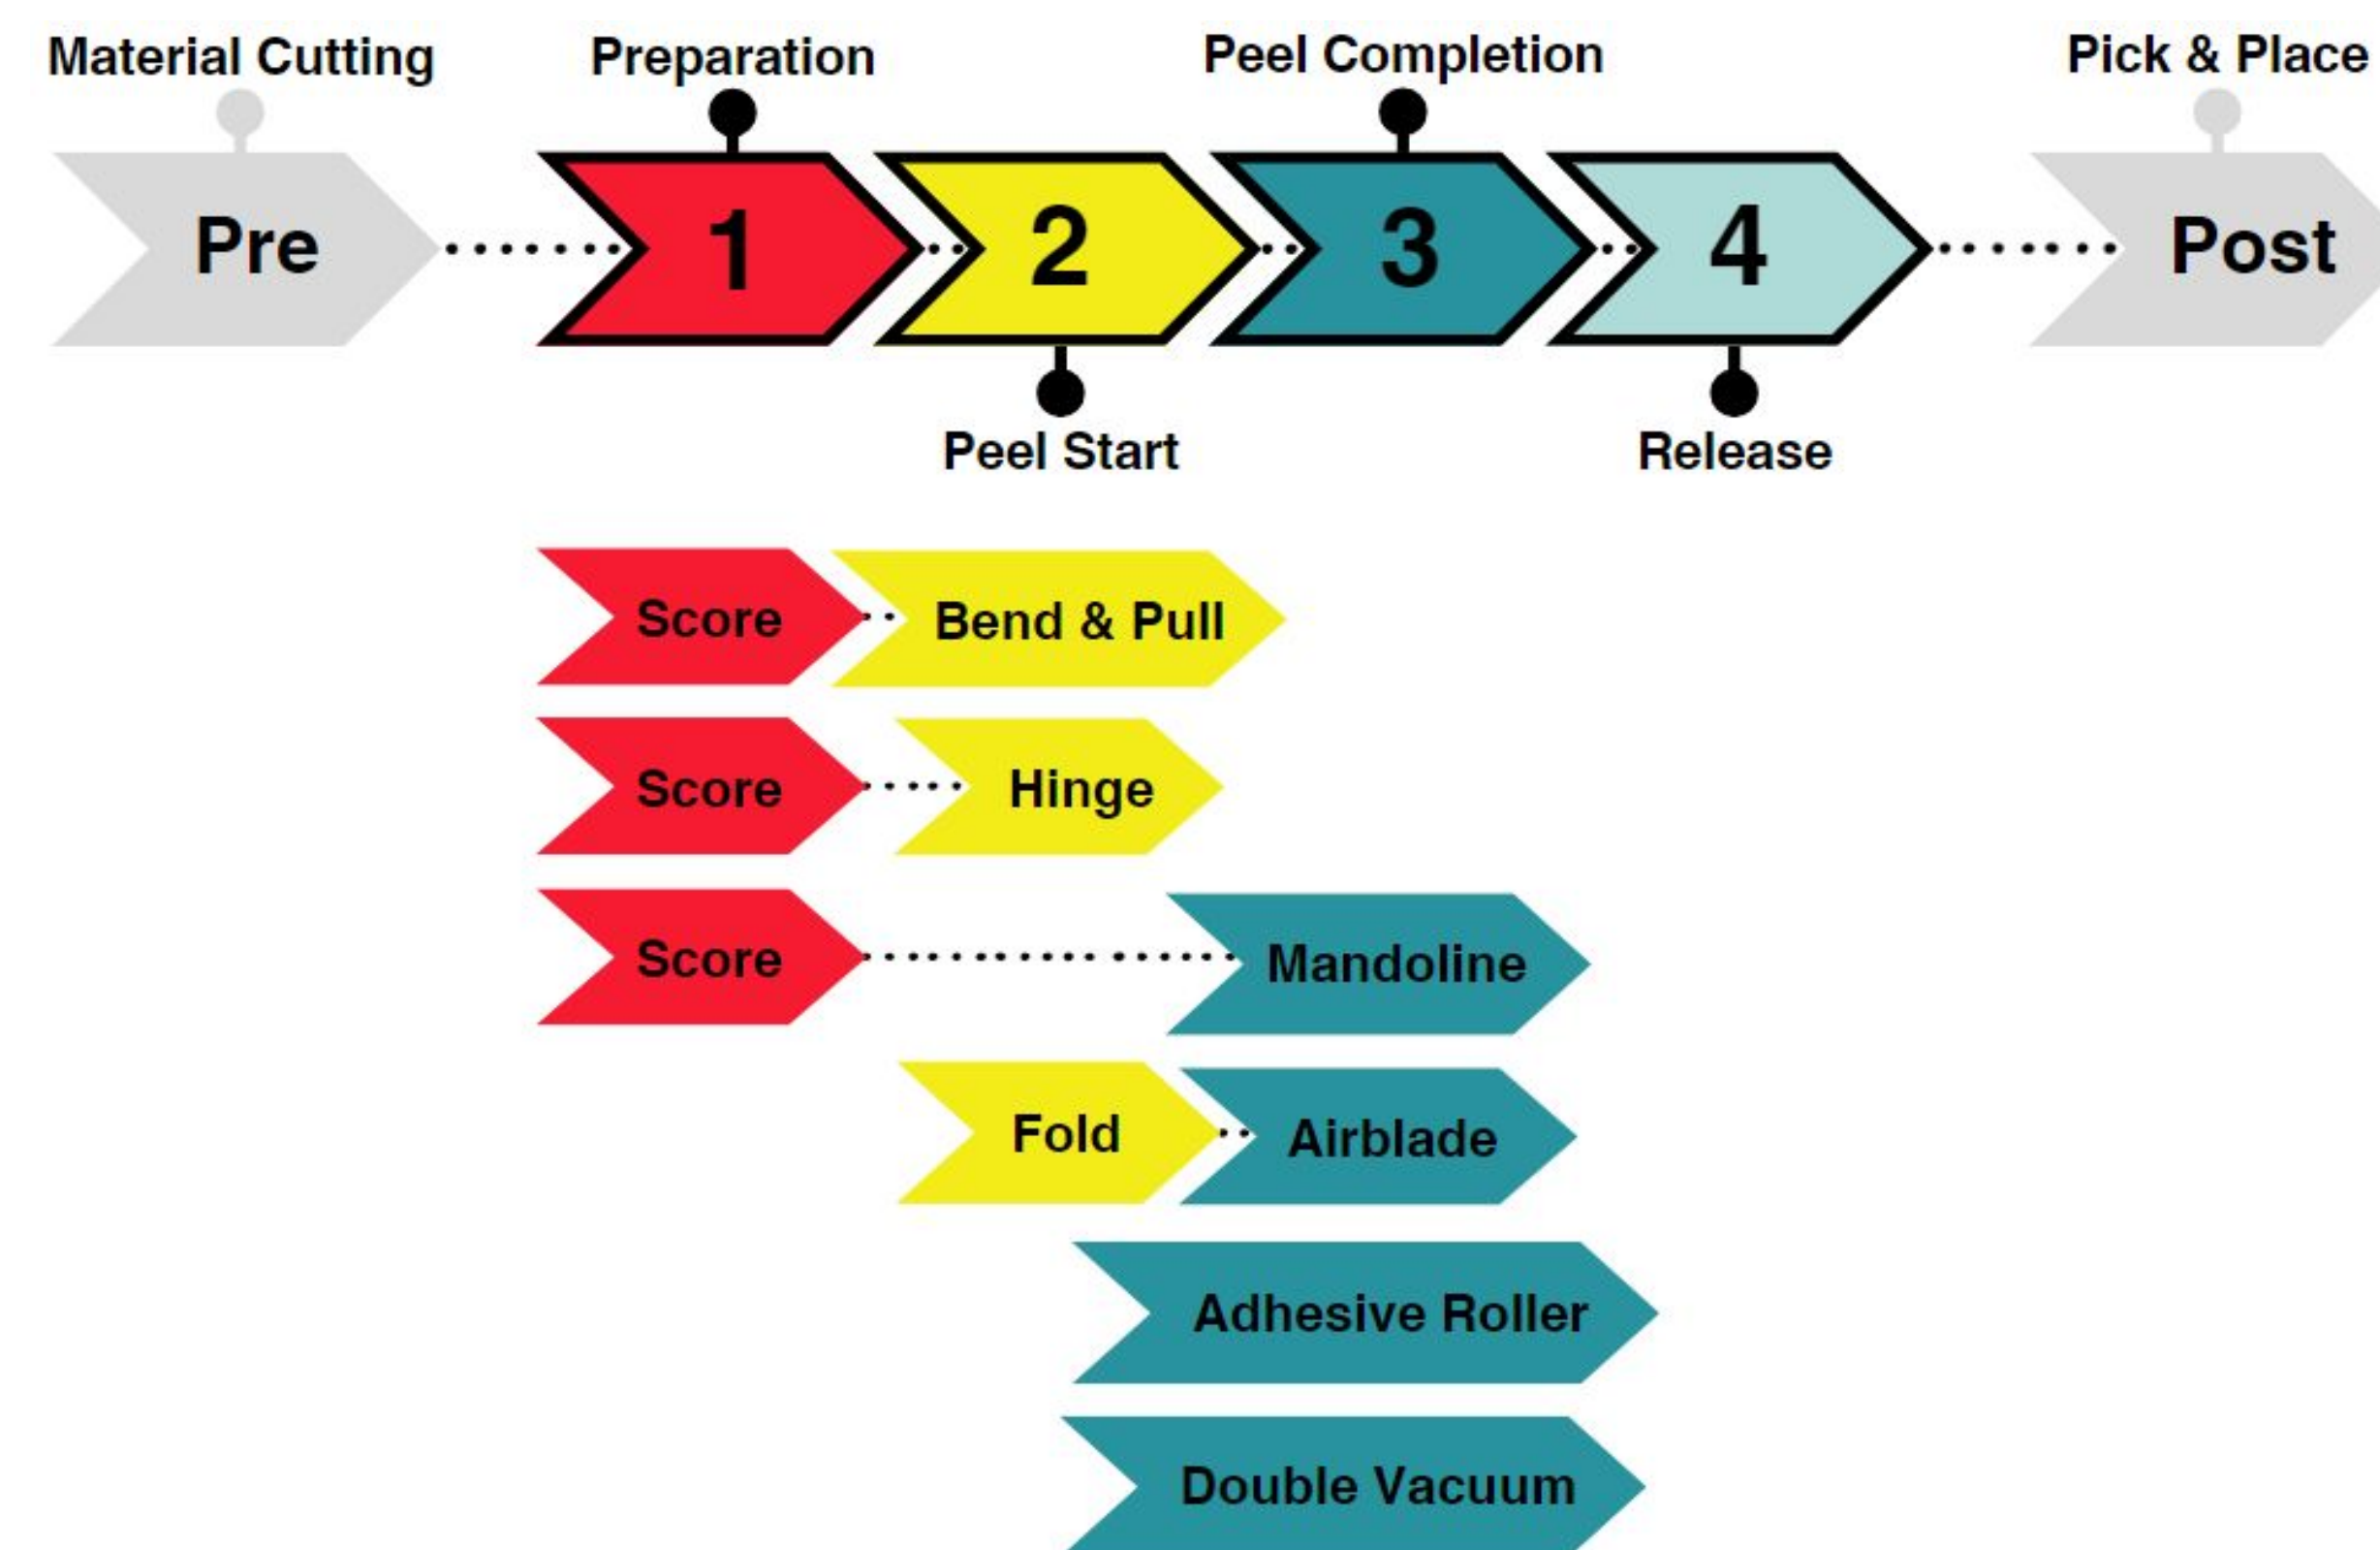 Material Cutting
Preparation
Peel Completion
Pick & Place
Pre
1
2
3
4
Post
Peel Start
Release
Score
Bend & Pull
Score
Hinge
Score
Mandoline
Fold
Airblade
Adhesive Roller
Double Vacuum